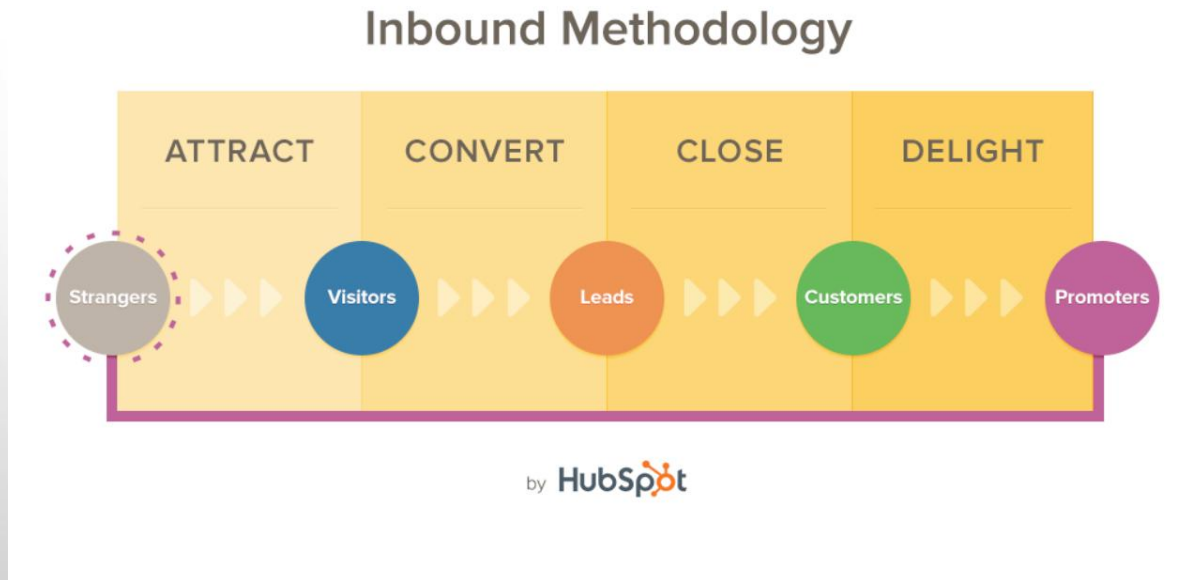 Inbound Methodology
ATTRACT CONVERT CLOSE DELIGHT
Strangers Visitors Leads Customers Promoters
by HubSpot